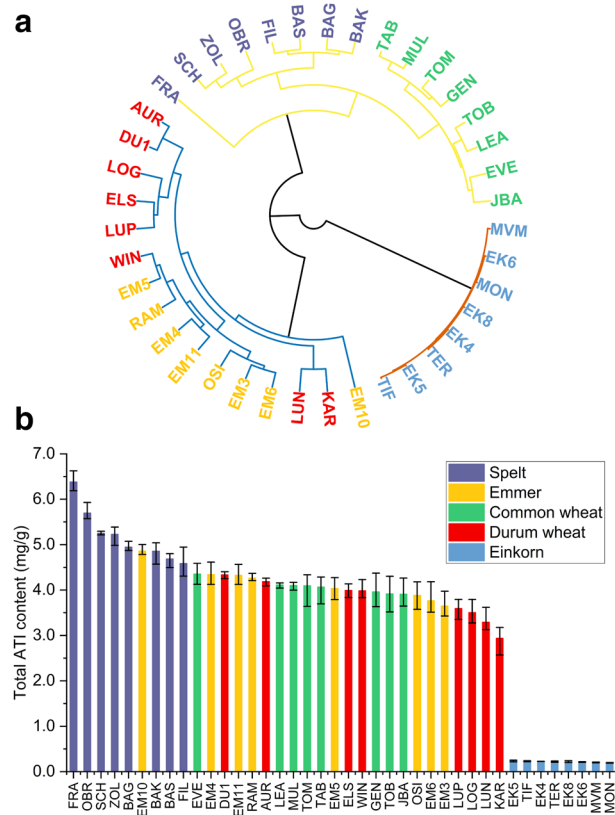 a
FRA
SCH
ZOL
OBR
FIL
BAS
BAG
BAK
TAB
MUL
TOM
GEN
TOB
LEA
EVE
JBA
MVM
EK6
MON
EK8
EK4
TER
EK5
TIF
EM10
KAR
LUN
EM6
EM3
OSI
EM11
EM4
RAM
EM5
WIN
LUP
ELS
LOG
DU1
AUR
b
Total ATI content (mg/g)
7.0
6.0
5.0
4.0
3.0
2.0
1.0
0.0
Spelt
Emmer
Common wheat
Durum wheat
Einkorn
FRA
OBR
SCH
ZOL
BAG
EM10
BAK
BAS
FIL
EVE
EM4
DU1
EM11
RAM
AUR
LEA
MUL
TOM
TAB
EM5
ELS
WIN
GEN
TOB
JBA
OSI
EM6
EM3
LUP
LOG
LUN
KAR
EK5
TIF
EK4
TER
EK8
EK6
MVM
MON